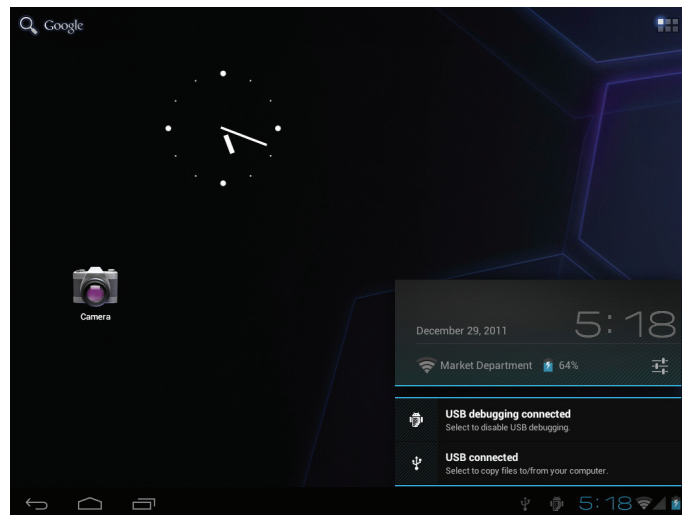 Google
Camera
December 29, 2011
5:18
Market Department
64%
USB debugging connected
Select to disable USB debugging.
USB connected
Select to copy files to/from your computer.
5:18